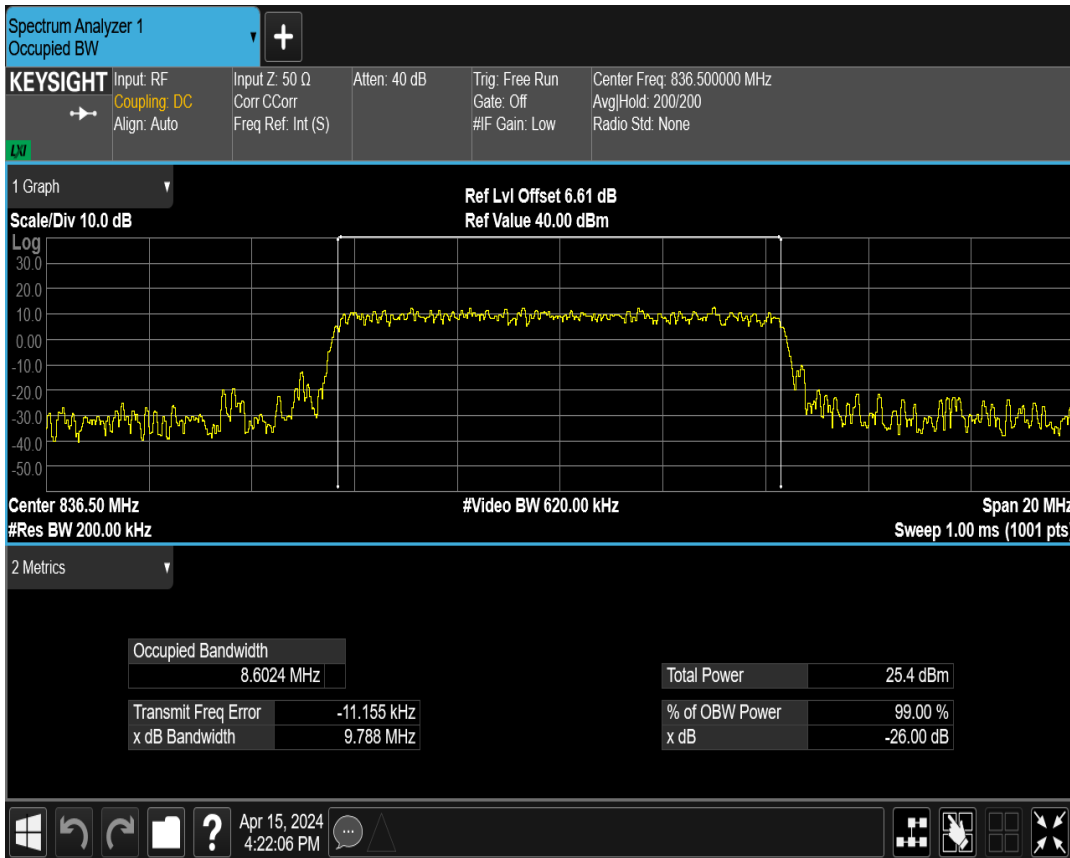 Spectrum Analyzer 1
Occupied BW
+
KEYSIGHT
LXI
Input: RF
Coupling: DC
Align: Auto
Input Z: 50 Ω
Corr CCorr
Freq Ref: Int (S)
Atten: 40 dB
Trig: Free Run
Gate: Off
#IF Gain: Low
Center Freq: 836.500000 MHz
Avg|Hold: 200/200
Radio Std: None
1 Graph
Scale/Div 10.0 dB
Ref Lvl Offset 6.61 dB
Ref Value 40.00 dBm
Log
30.0
20.0
10.0
0.00
-10.0
-20.0
-30.0
-40.0
-50.0
Center 836.50 MHz
#Video BW 620.00 kHz
Span 20 MHz
#Res BW 200.00 kHz
Sweep 1.00 ms (1001 pts)
2 Metrics
Occupied Bandwidth
8.6024 MHz
Total Power 25.4 dBm
Transmit Freq Error -11.155 kHz
% of OBW Power 99.00 %
x dB Bandwidth 9.788 MHz
x dB -26.00 dB
?
Apr 15, 2024
4:22:06 PM